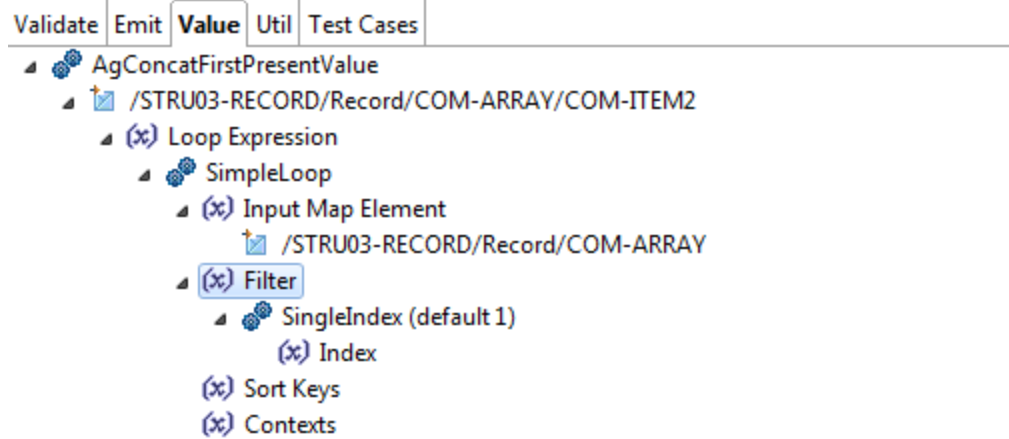 Validate Emit Value Util Test Cases
AgConcatFirstPresentValue
/STRU03-RECORD/Record/COM-ARRAY/COM-ITEM2
(x) Loop Expression
SimpleLoop
(x) Input Map Element
/STRU03-RECORD/Record/COM-ARRAY
(x) Filter
SingleIndex (default 1)
(x) Index
(x) Sort Keys
(x) Contexts